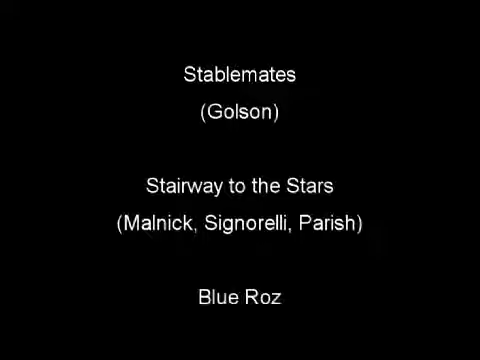 Stablemates
(Golson)
Stairway to the Stars
(Malnick, Signorelli, Parish)
Blue Roz